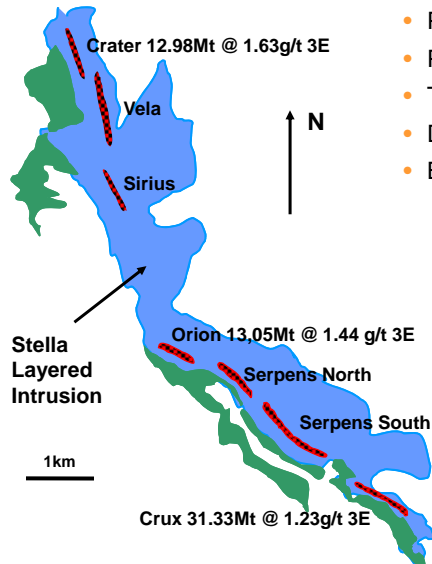 Crater 12.98Mt @ 1.63g/t 3E
Vela
N
Sirius
Orion 13,05Mt @ 1.44 g/t 3E
Stella
Layered
Intrusion
Serpens North
Serpens South
1km
Crux 31.33Mt @ 1.23g/t 3E